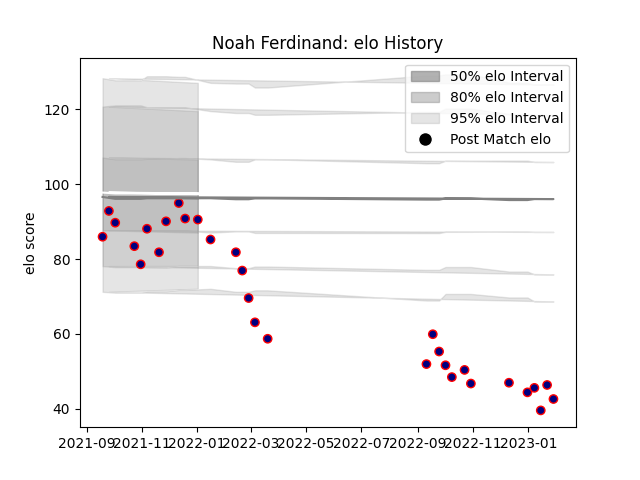 Noah Ferdinand: elo History
50% elo Interval
80% elo Interval
95% elo Interval
Post Match elo
elo score
120
100
80
60
40
2021-09 2021-11 2022-01 2022-03 2022-05 2022-07 2022-09 2022-11 2023-01